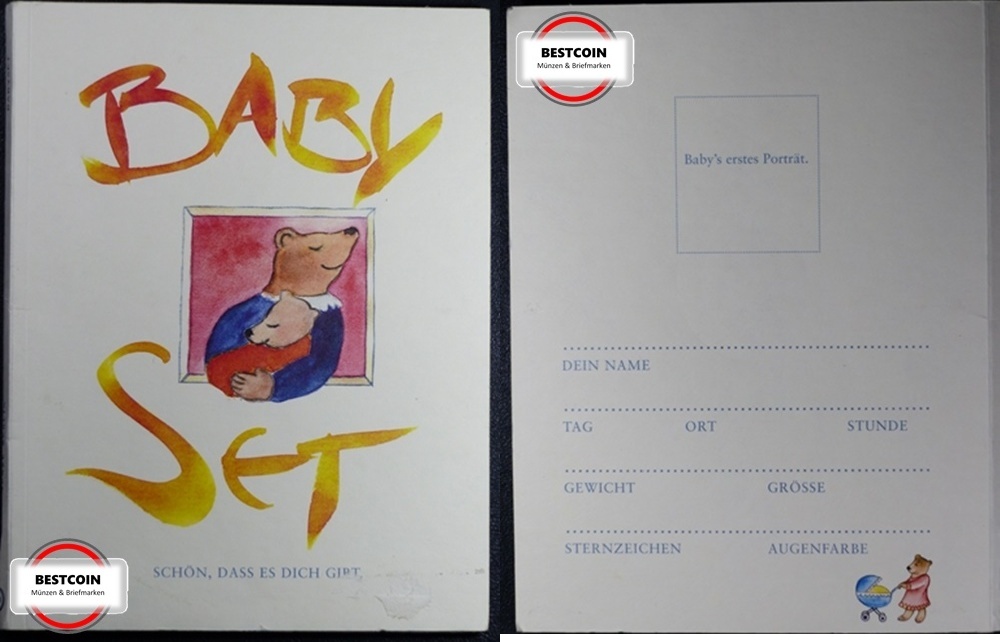 BABY
SET
SCHÖN, DASS ES DICH GIBT.
BESTCOIN
Münzen & Briefmarken
BESTCOIN
Münzen & Briefmarken
Baby's erstes Porträt.
DEIN NAME
TAG ORT STUNDE
GEWICHT GRÖSSE
STERNZEICHEN AUGENFARBE